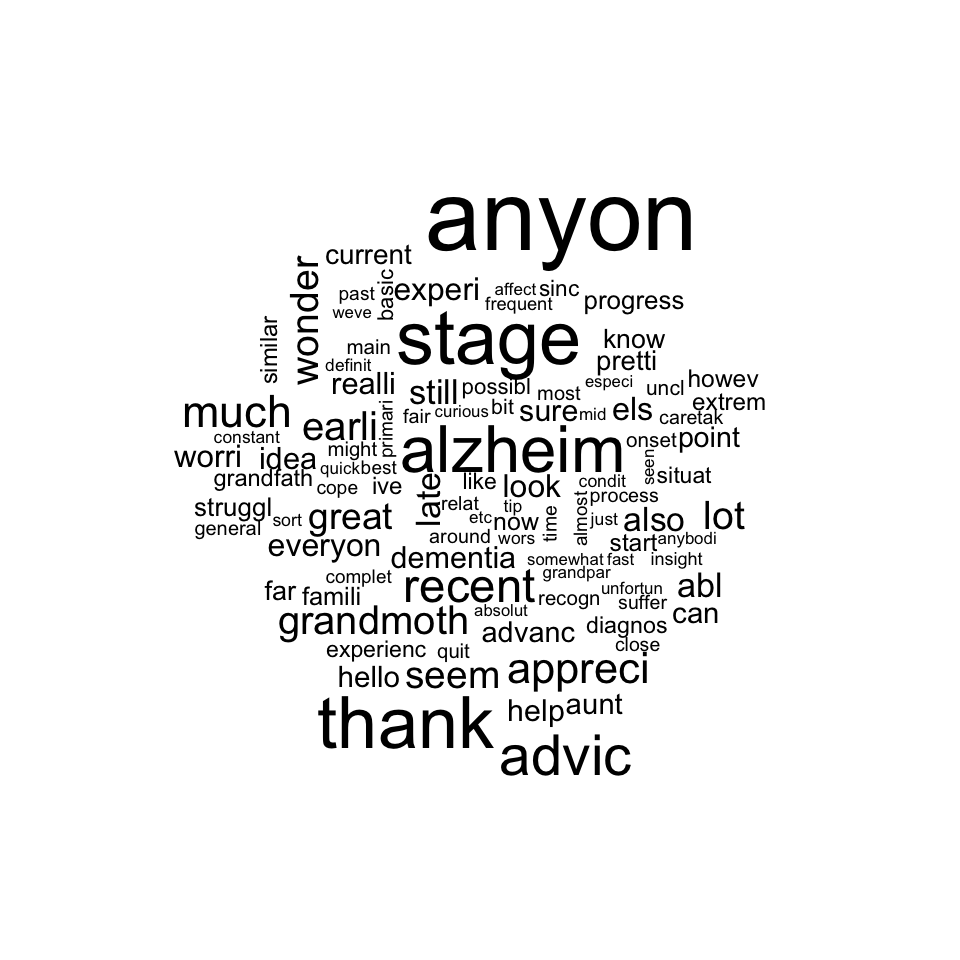 anyon
current
wonder
basic
past
experi
affect
sinc
frequent
progress
weve
similar
stage
know
main
pretti
definit
realli
still
possibl
most
especi
uncl
howev
extrem
much
earli
primari
fair
curious
bit
sure
mid
els
caretak
constant
might
alzheim
onset
point
worri
idea
quick
best
seen
situat
grandfath
cope
ive
late
like
look
condit
process
struggl
sort
great
relat
tip
etc
now
time
almost
just
also
lot
general
everyon
around
wors
start
anybodi
dementia
somewhat
fast
insight
complet
grandpar
far
famili
recent
recogn
unfortun
suffer
abl
can
grandmoth
absolut
advanc
diagnos
experienc
quit
close
hello
seem
appreci
thank
help
aunt
advic